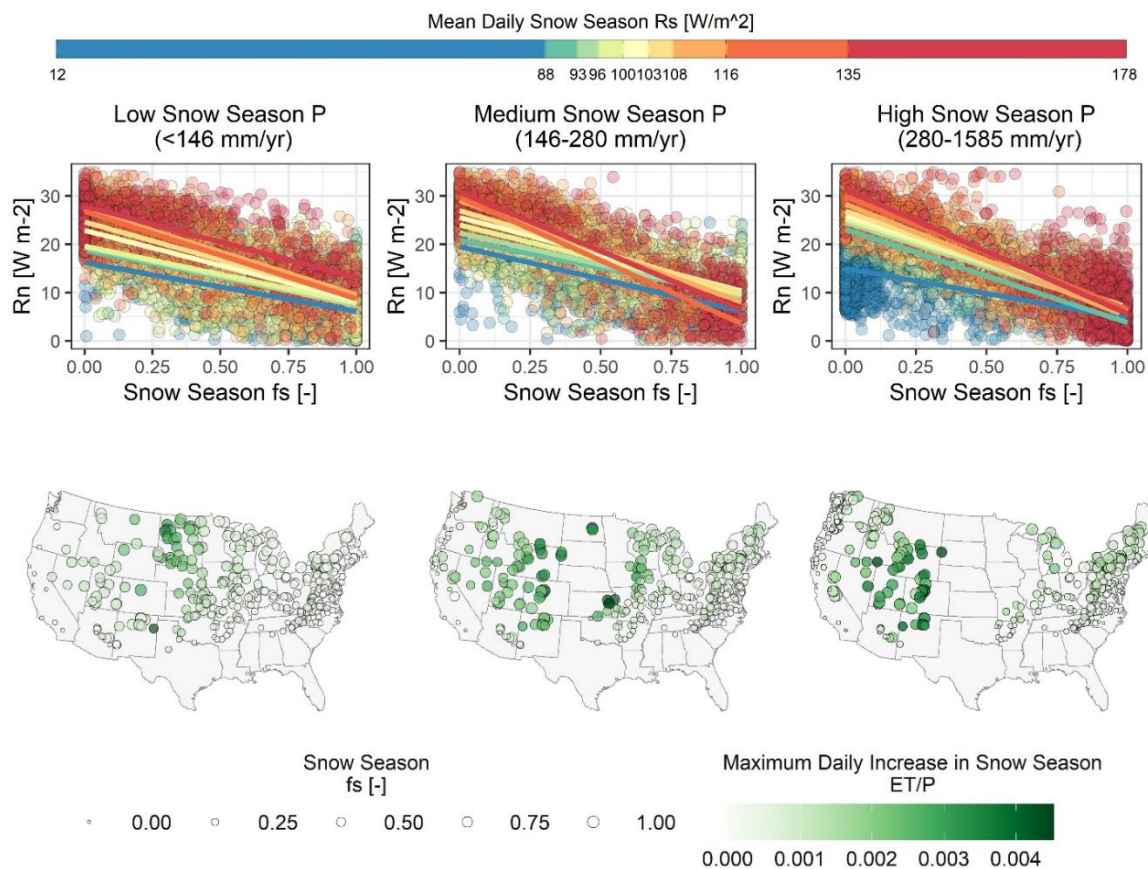 Mean Daily Snow Season Rs [W/m^2]
12 88 93 96 100 103 108 116 135 178
Low Snow Season P
(<146 mm/yr)
Medium Snow Season P
(146-280 mm/yr)
High Snow Season P
(280-1585 mm/yr)
Rn [W m-2]
30
20
10
0
0.00 0.25 0.50 0.75 1.00
Snow Season fs [-]
Rn [W m-2]
30
20
10
0
0.00 0.25 0.50 0.75 1.00
Snow Season fs [-]
Rn [W m-2]
30
20
10
0
0.00 0.25 0.50 0.75 1.00
Snow Season fs [-]
Snow Season
fs [-]
0.00 0.25 0.50 0.75 1.00
Maximum Daily Increase in Snow Season
ET/P
0.000 0.001 0.002 0.003 0.004